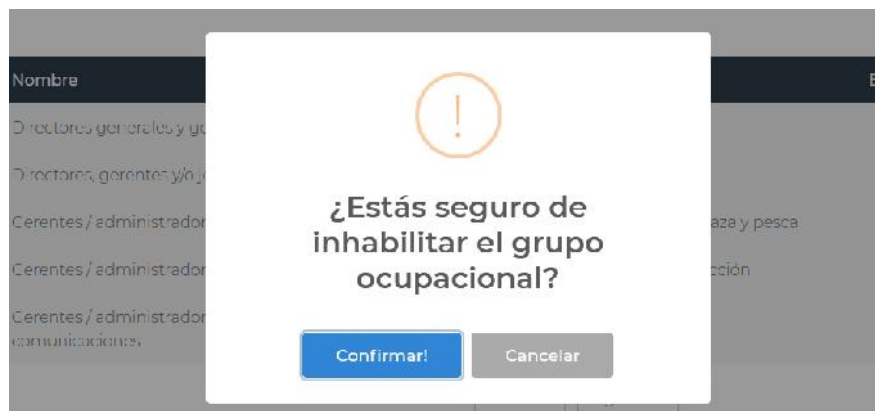 Nombre
Directores generales y
Directores, gerentes y/o
Gerentes / administrador
aza y pesca
Gerentes / administrador
cción
Gerentes / administrador
comunicaciones
!
¿Estás seguro de
inhabilitar el grupo
ocupacional?
Confirmar!
Cancelar